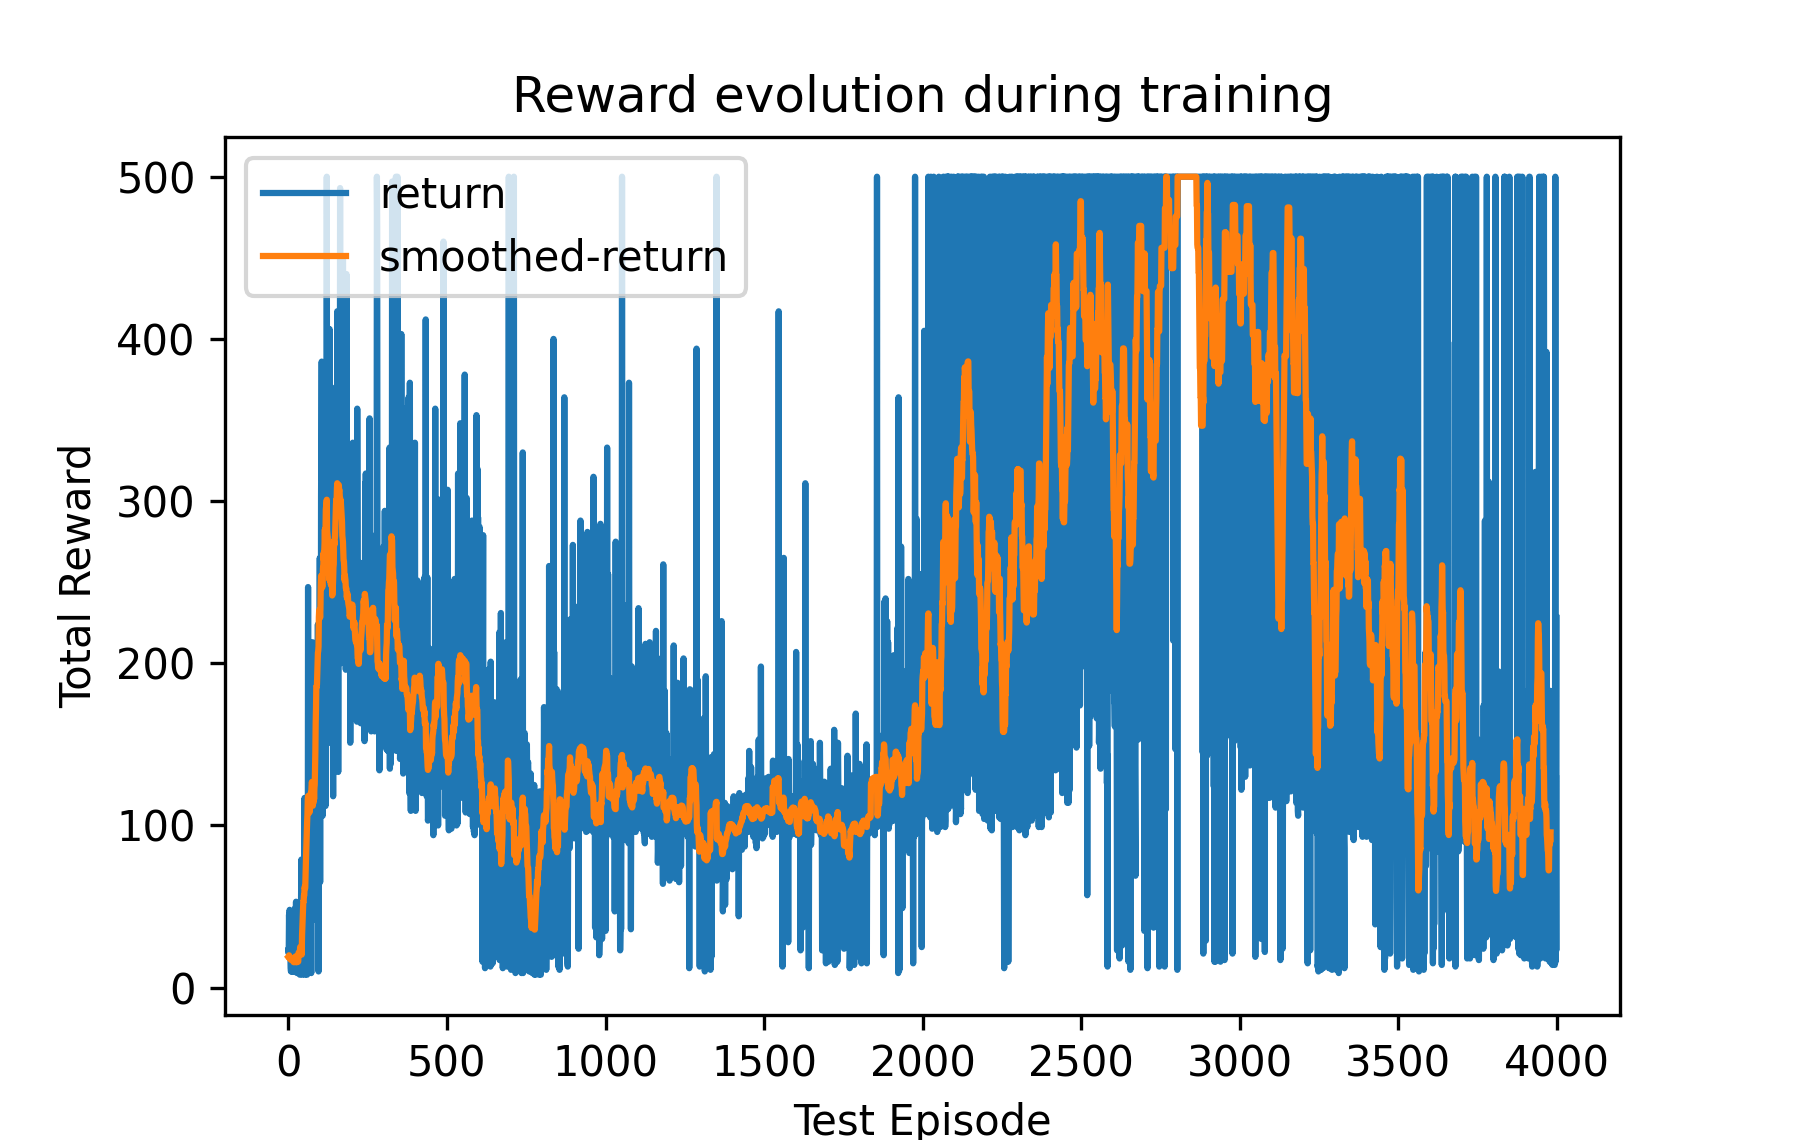 Reward evolution during training
return
smoothed-return
Total Reward
500
400
300
200
100
0
0 500 1000 1500 2000 2500 3000 3500 4000
Test Episode